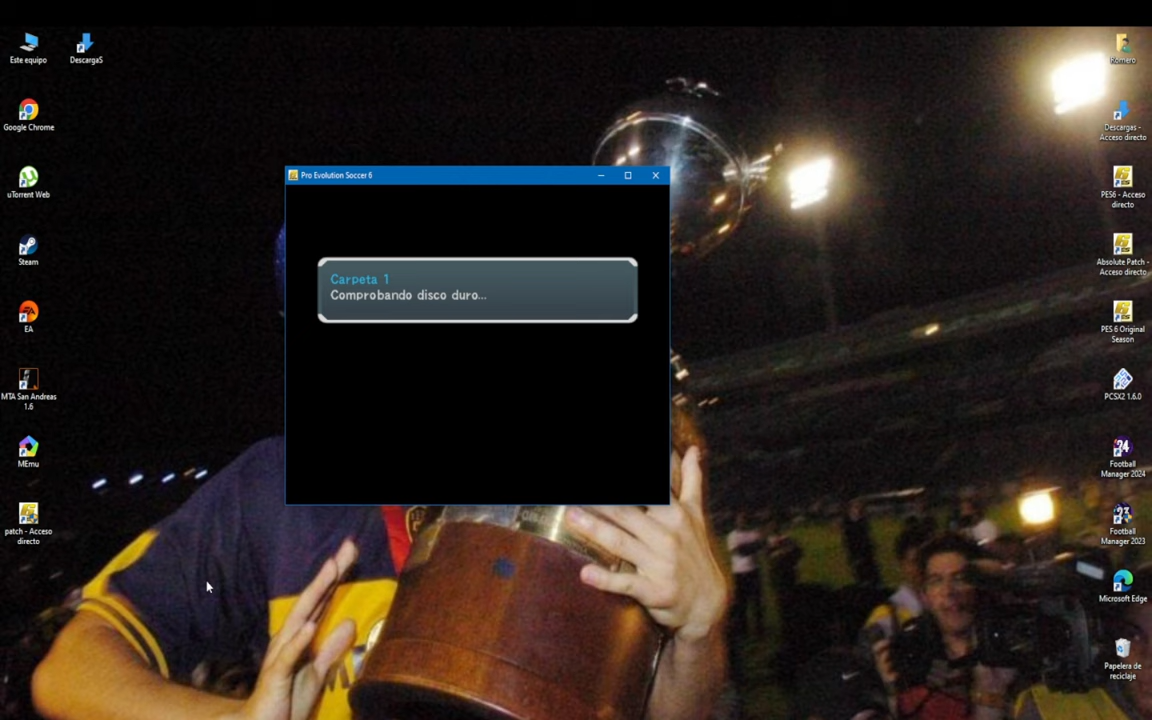 Este equipo
DescargaS
Google Chrome
uTorrent Web
Steam
EA
MTA San Andreas
1.6
MEmu
patch - Acceso
directo
Pro Evolution Soccer 6
Carpeta 1
Comprobando disco duro...
Romero
Descargas -
Acceso directo
PES6 - Acceso
directo
Absolute Patch -
Acceso directo
PES 6 Original
Season
PCSX2 1.6.0
24
Football
Manager 2024
23
Football
Manager 2023
Microsoft Edge
Papelera de
reciclaje